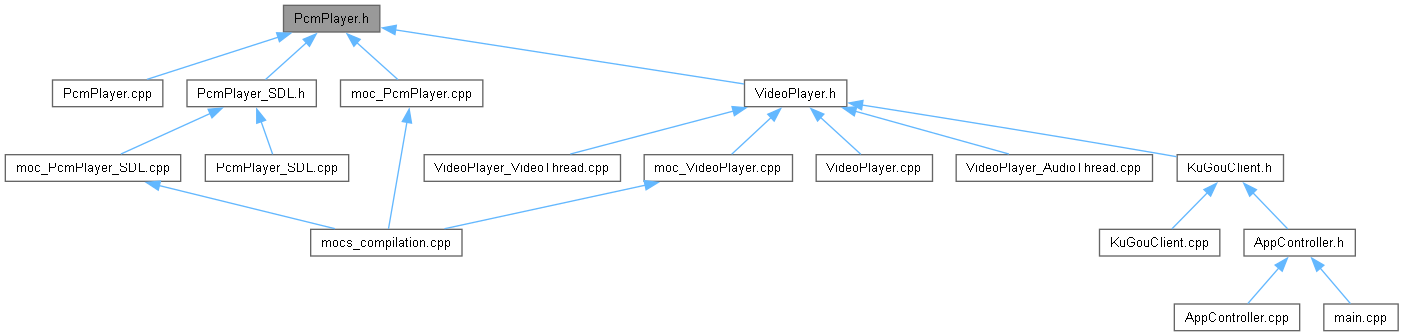 PcmPlayer.h
PcmPlayer.cpp
PcmPlayer_SDL.h
moc_PcmPlayer.cpp
VideoPlayer.h
moc_PcmPlayer_SDL.cpp
PcmPlayer_SDL.cpp
VideoPlayer_VideoThread.cpp
moc_VideoPlayer.cpp
VideoPlayer.cpp
VideoPlayer_AudioThread.cpp
KuGouClient.h
mocs_compilation.cpp
KuGouClient.cpp
AppController.h
AppController.cpp
main.cpp